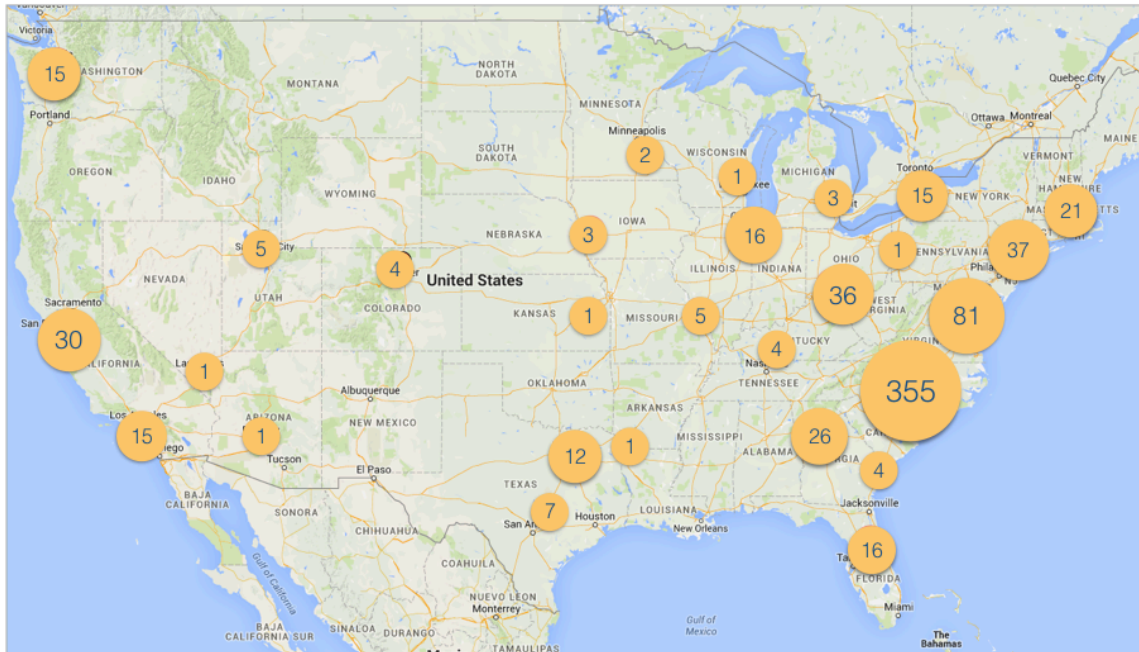 Victoria
15
WASHINGTON
Portland
OREGON
IDAHO
MONTANA
NORTH
DAKOTA
SOUTH
DAKOTA
MINNESOTA
Minneapolis
2
WISCONSIN
1
MICHIGAN
3
Toronto
15
Ottawa
Montreal
Quebec City
MAINE
VERMONT
NEW
HAMPSHIRE
NEW YORK
21
WYOMING
5
NEVADA
UTAH
4
COLORADO
United States
NEBRASKA
3
IOWA
16
ILLINOIS
INDIANA
OHIO
1
PENNSYLVANIA
37
Sacramento
30
KANSAS
1
MISSOURI
5
36
WEST
VIRGINIA
81
1
4
TENNESSEE
355
15
ARIZONA
1
Tucson
Albuquerque
NEW MEXICO
El Paso
OKLAHOMA
ARKANSAS
MISSISSIPPI
ALABAMA
26
12
1
TEXAS
7
Houston
LOUISIANA
New Orleans
4
Jacksonville
16
FLORIDA
Miami
BAJA
CALIFORNIA
SONORA
CHIHUAHUA
COAHUILA
Gulf of California
BAJA
CALIFORNIA SUR
SINALOA
DURANGO
NUEVO LEON
Monterrey
TAMAULIPAS
Gulf of
Mexico
The
Bahamas